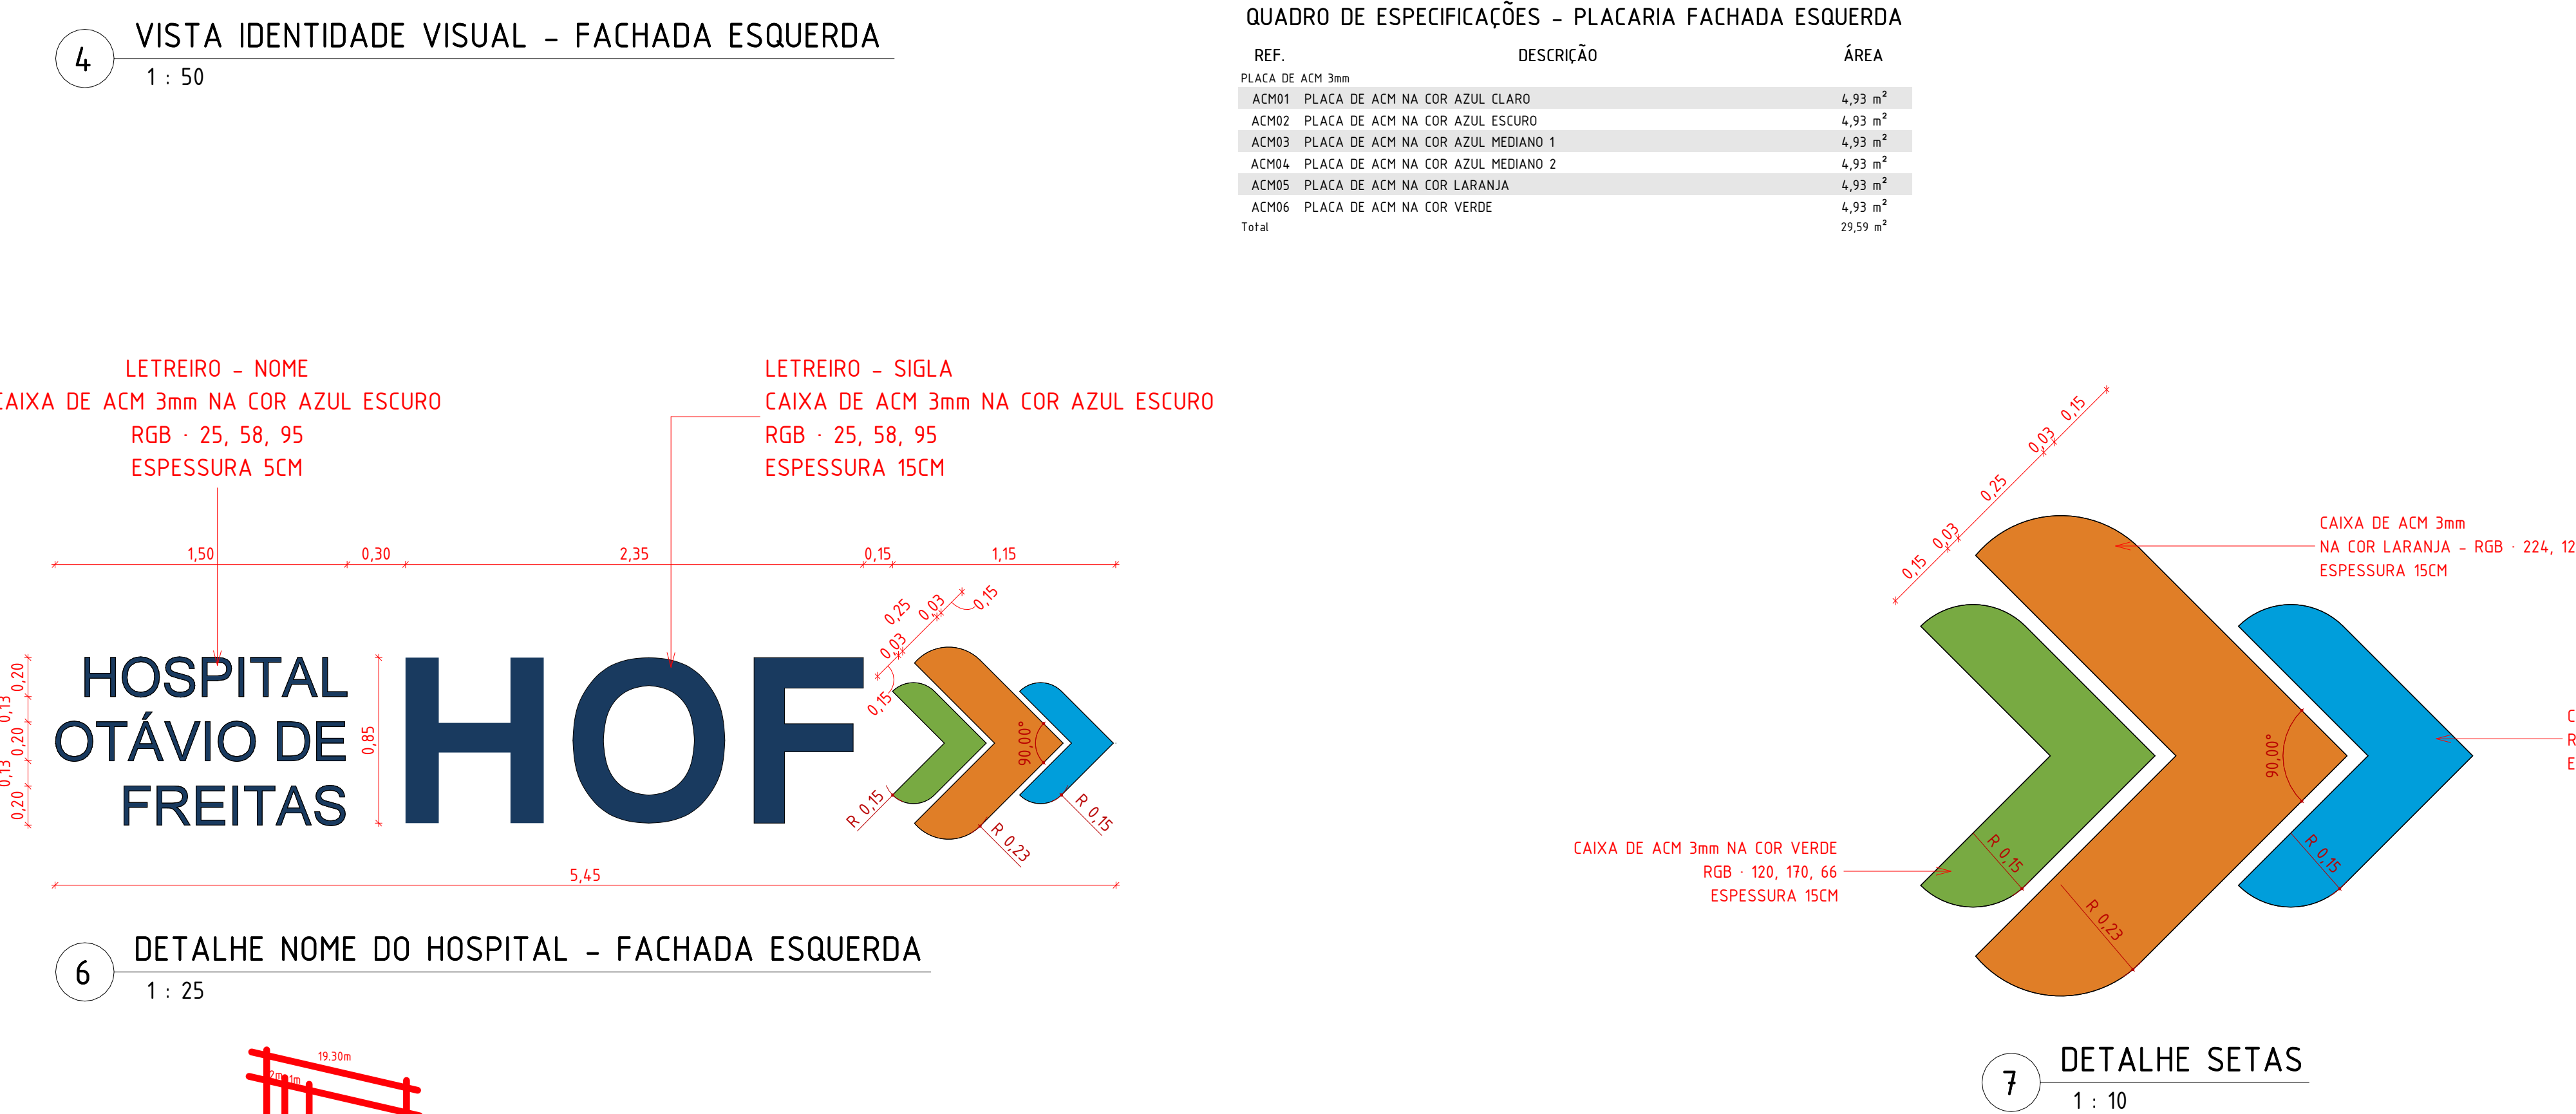 4
VISTA IDENTIDADE VISUAL - FACHADA ESQUERDA
1 : 50
QUADRO DE ESPECIFICAÇÕES - PLACARIA FACHADA ESQUERDA
REF. DESCRIÇÃO ÁREA
PLACA DE ACM 3mm
ACM01 PLACA DE ACM NA COR AZUL CLARO 4,93 m²
ACM02 PLACA DE ACM NA COR AZUL ESCURO 4,93 m²
ACM03 PLACA DE ACM NA COR AZUL MEDIANO 1 4,93 m²
ACM04 PLACA DE ACM NA COR AZUL MEDIANO 2 4,93 m²
ACM05 PLACA DE ACM NA COR LARANJA 4,93 m²
ACM06 PLACA DE ACM NA COR VERDE 4,93 m²
Total 29,59 m²
LETREIRO - NOME
CAIXA DE ACM 3mm NA COR AZUL ESCURO
RGB · 25, 58, 95
ESPESSURA 5CM
LETREIRO - SIGLA
CAIXA DE ACM 3mm NA COR AZUL ESCURO
RGB · 25, 58, 95
ESPESSURA 15CM
1,50 0,30 2,35 0,15 1,15
0,15 0,03 0,25 0,03 0,15
0,20 0,13 0,20 0,13 0,20
HOSPITAL
OTÁVIO DE
FREITAS
0,85
HOF
90,00°
R 0,15
R 0,23
R 0,15
5,45
6
DETALHE NOME DO HOSPITAL - FACHADA ESQUERDA
1 : 25
19.30m
2m 1m
0,15 0,03 0,25 0,03 0,15
CAIXA DE ACM 3mm
NA COR LARANJA - RGB · 224, 12
ESPESSURA 15CM
C
R
E
90,00°
CAIXA DE ACM 3mm NA COR VERDE
RGB · 120, 170, 66
ESPESSURA 15CM
R 0,15
R 0,23
R 0,15
7
DETALHE SETAS
1 : 10